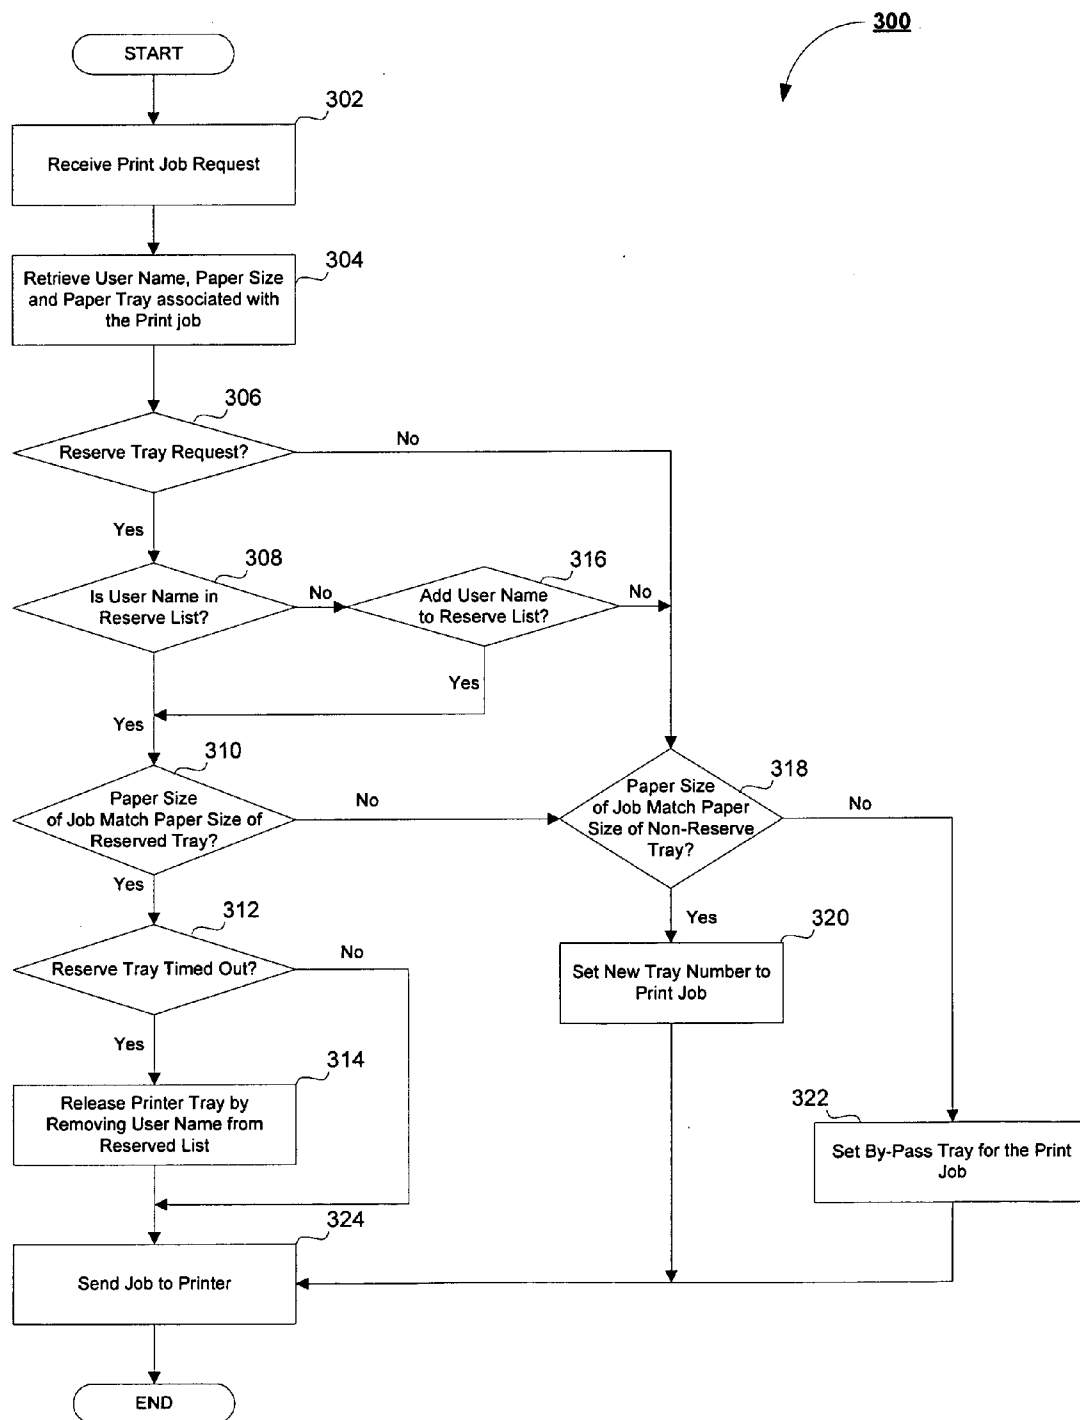 300
START
302
Receive Print Job Request
304
Retrieve User Name, Paper Size
and Paper Tray associated with
the Print job
306
Reserve Tray Request?
No
Yes
308
Is User Name in
Reserve List?
No
316
Add User Name
to Reserve List?
No
Yes
Yes
310
Paper Size
of Job Match Paper Size of
Reserved Tray?
No
318
Paper Size
of Job Match Paper
Size of Non-Reserve
Tray?
No
Yes
312
Reserve Tray Timed Out?
No
Yes
320
Set New Tray Number to
Print Job
Yes
314
Release Printer Tray by
Removing User Name from
Reserved List
322
Set By-Pass Tray for the Print
Job
324
Send Job to Printer
END